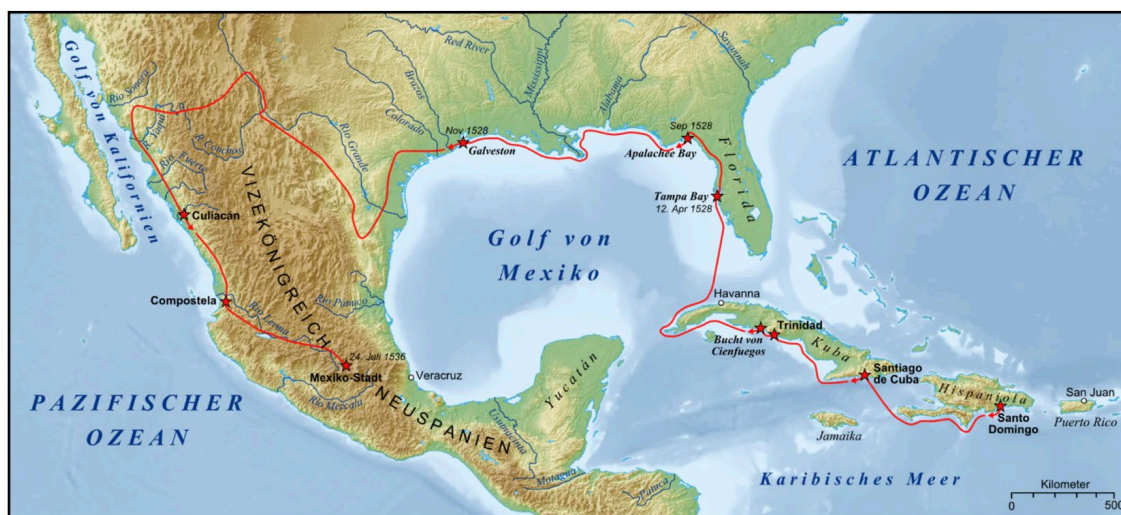 Golf von Kalifornien
Rio Sonora
R. Yaqui
R. Conchos
Rio Fuerte
Culiacán
Compostela
Rio Lerma
VIZEKÖNIGREICH
NEUSPANIEN
24. Juli 1536
Mexiko-Stadt
Rio Mezcala
Rio Panuco
Veracruz
Rio Grande
Colorado
Brazos
Red River
Mississippi
Alabama
Savannah
Nov 1528
Galveston
Sep 1528
Apalachee Bay
Florida
Tampa Bay
12. Apr 1528
ATLANTISCHER
OZEAN
Golf von
Mexiko
Havanna
Trinidad
Bucht von
Cienfuegos
Kuba
Santiago
de Cuba
Hispaniola
Santo
Domingo
San Juan
Puerto Rico
Jamaika
Yucatán
Usumacinta
Motagua
Patuca
PAZIFISCHER
OZEAN
Karibisches Meer
Kilometer
0
500